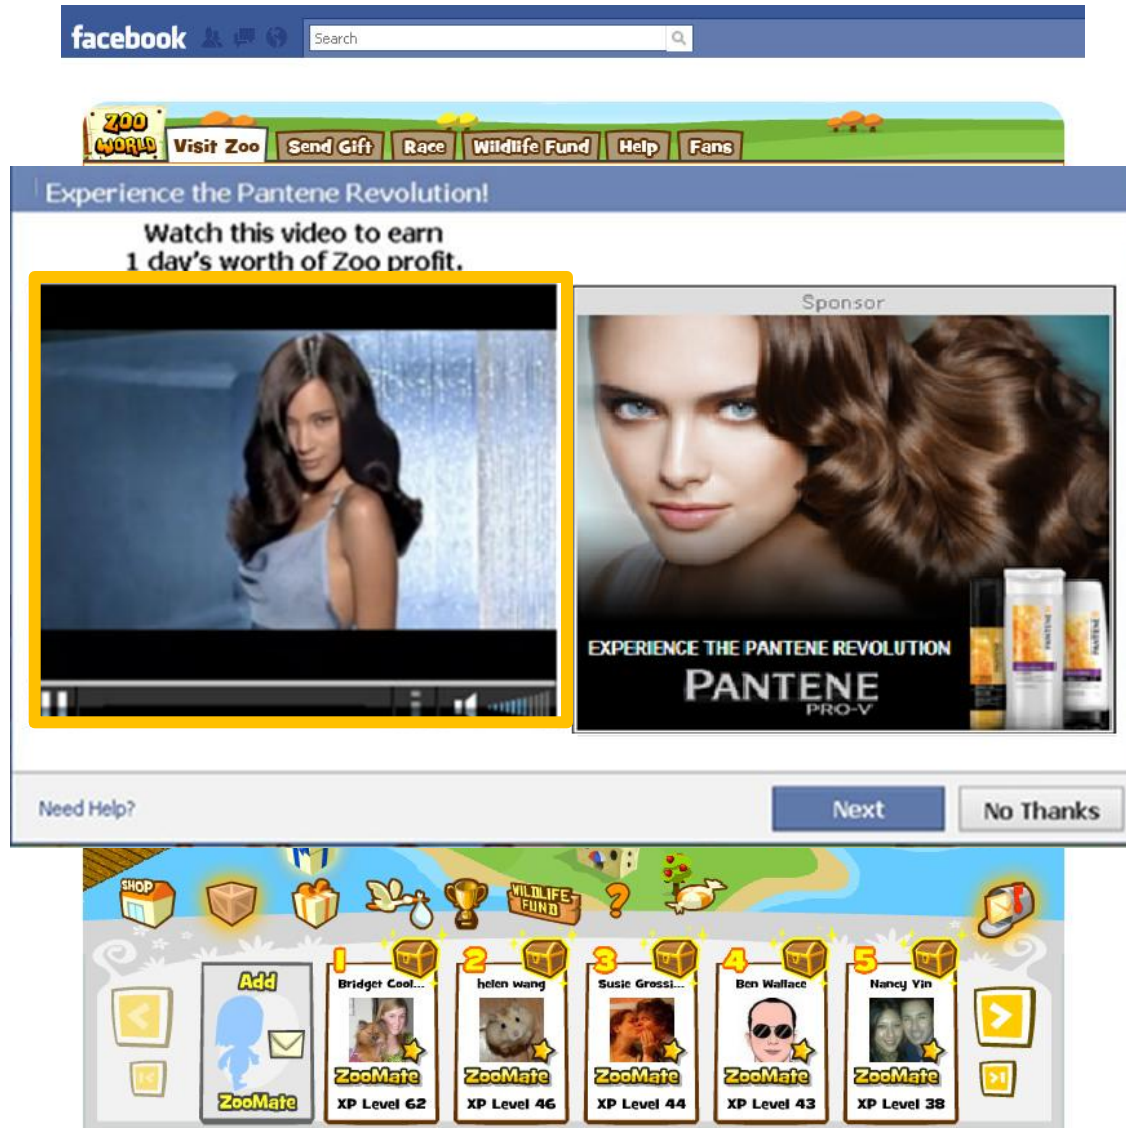 facebook
Search
ZOO
WORLD
Visit Zoo
Send Gift
Race
Wildlife Fund
Help
Fans
Experience the Pantene Revolution!
Watch this video to earn
1 day's worth of Zoo profit.
Sponsor
EXPERIENCE THE PANTENE REVOLUTION
PANTENE
PRO-V
PANTENE
PANTENE
Need Help?
Next
No Thanks
SHOP
WILDLIFE
FUND
?
Add
ZooMate
1
Bridget Cool...
ZooMate
XP Level 62
2
helen wang
ZooMate
XP Level 46
3
Susie Grossi...
ZooMate
XP Level 44
4
Ben Wallace
ZooMate
XP Level 43
5
Nancy Yin
ZooMate
XP Level 38